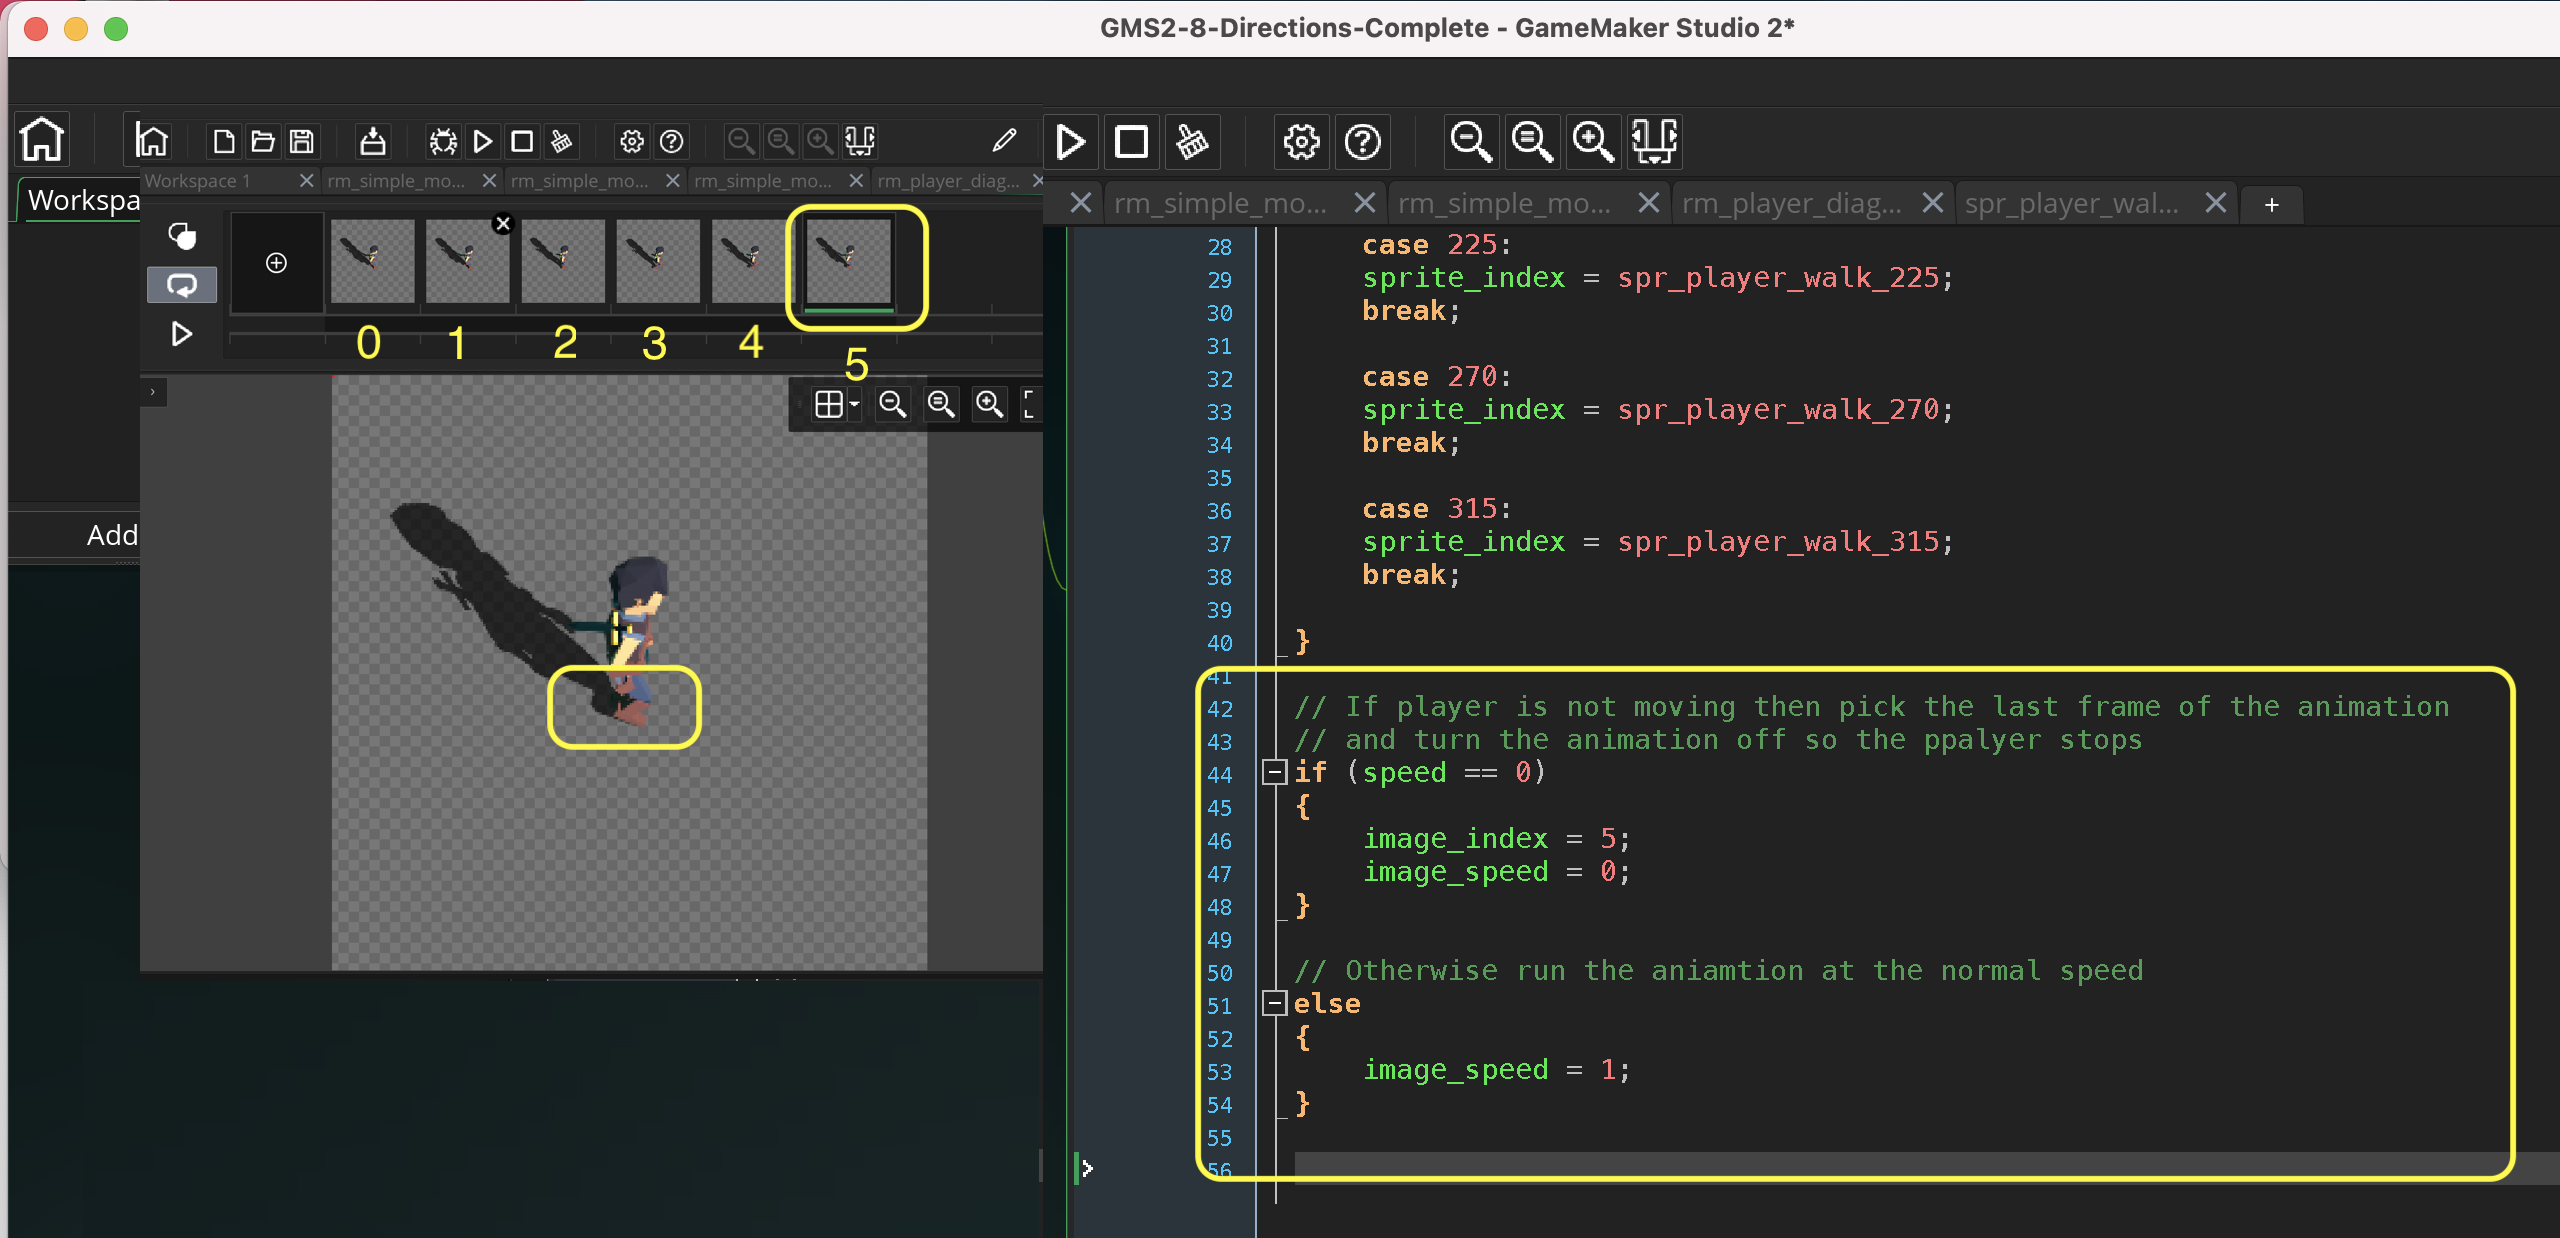 GMS2-8-Directions-Complete - GameMaker Studio 2*
Workspa
Workspace 1
rm_simple_mo...
rm_simple_mo...
rm_simple_mo...
rm_player_diag...
rm_simple_mo...
rm_simple_mo...
rm_player_diag...
spr_player_wal...
0
1
2
3
4
5
Add
28 case 225:
29 sprite_index = spr_player_walk_225;
30 break;
31
32 case 270:
33 sprite_index = spr_player_walk_270;
34 break;
35
36 case 315:
37 sprite_index = spr_player_walk_315;
38 break;
39
40 }
41
42 // If player is not moving then pick the last frame of the animation
43 // and turn the animation off so the ppalyer stops
44 if (speed == 0)
45 {
46 image_index = 5;
47 image_speed = 0;
48 }
49
50 // Otherwise run the aniamtion at the normal speed
51 else
52 {
53 image_speed = 1;
54 }
55
56